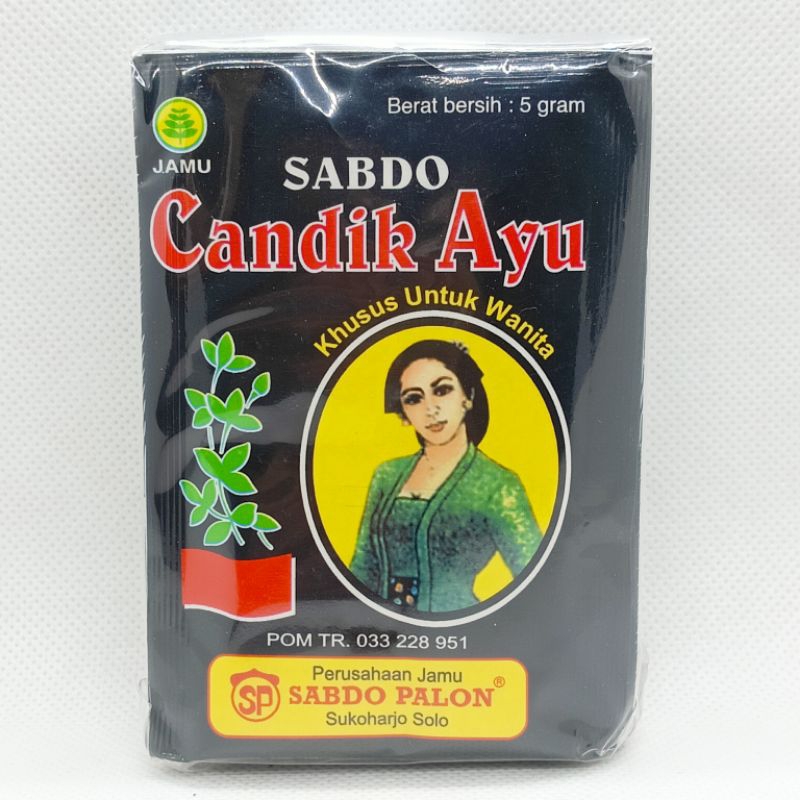 Berat bersih : 5 gram
JAMU
SABDO
Candik Ayu
Khusus Untuk Wanita
POM TR. 033 228 951
Perusahaan Jamu
SP SABDO PALON®
Sukoharjo Solo